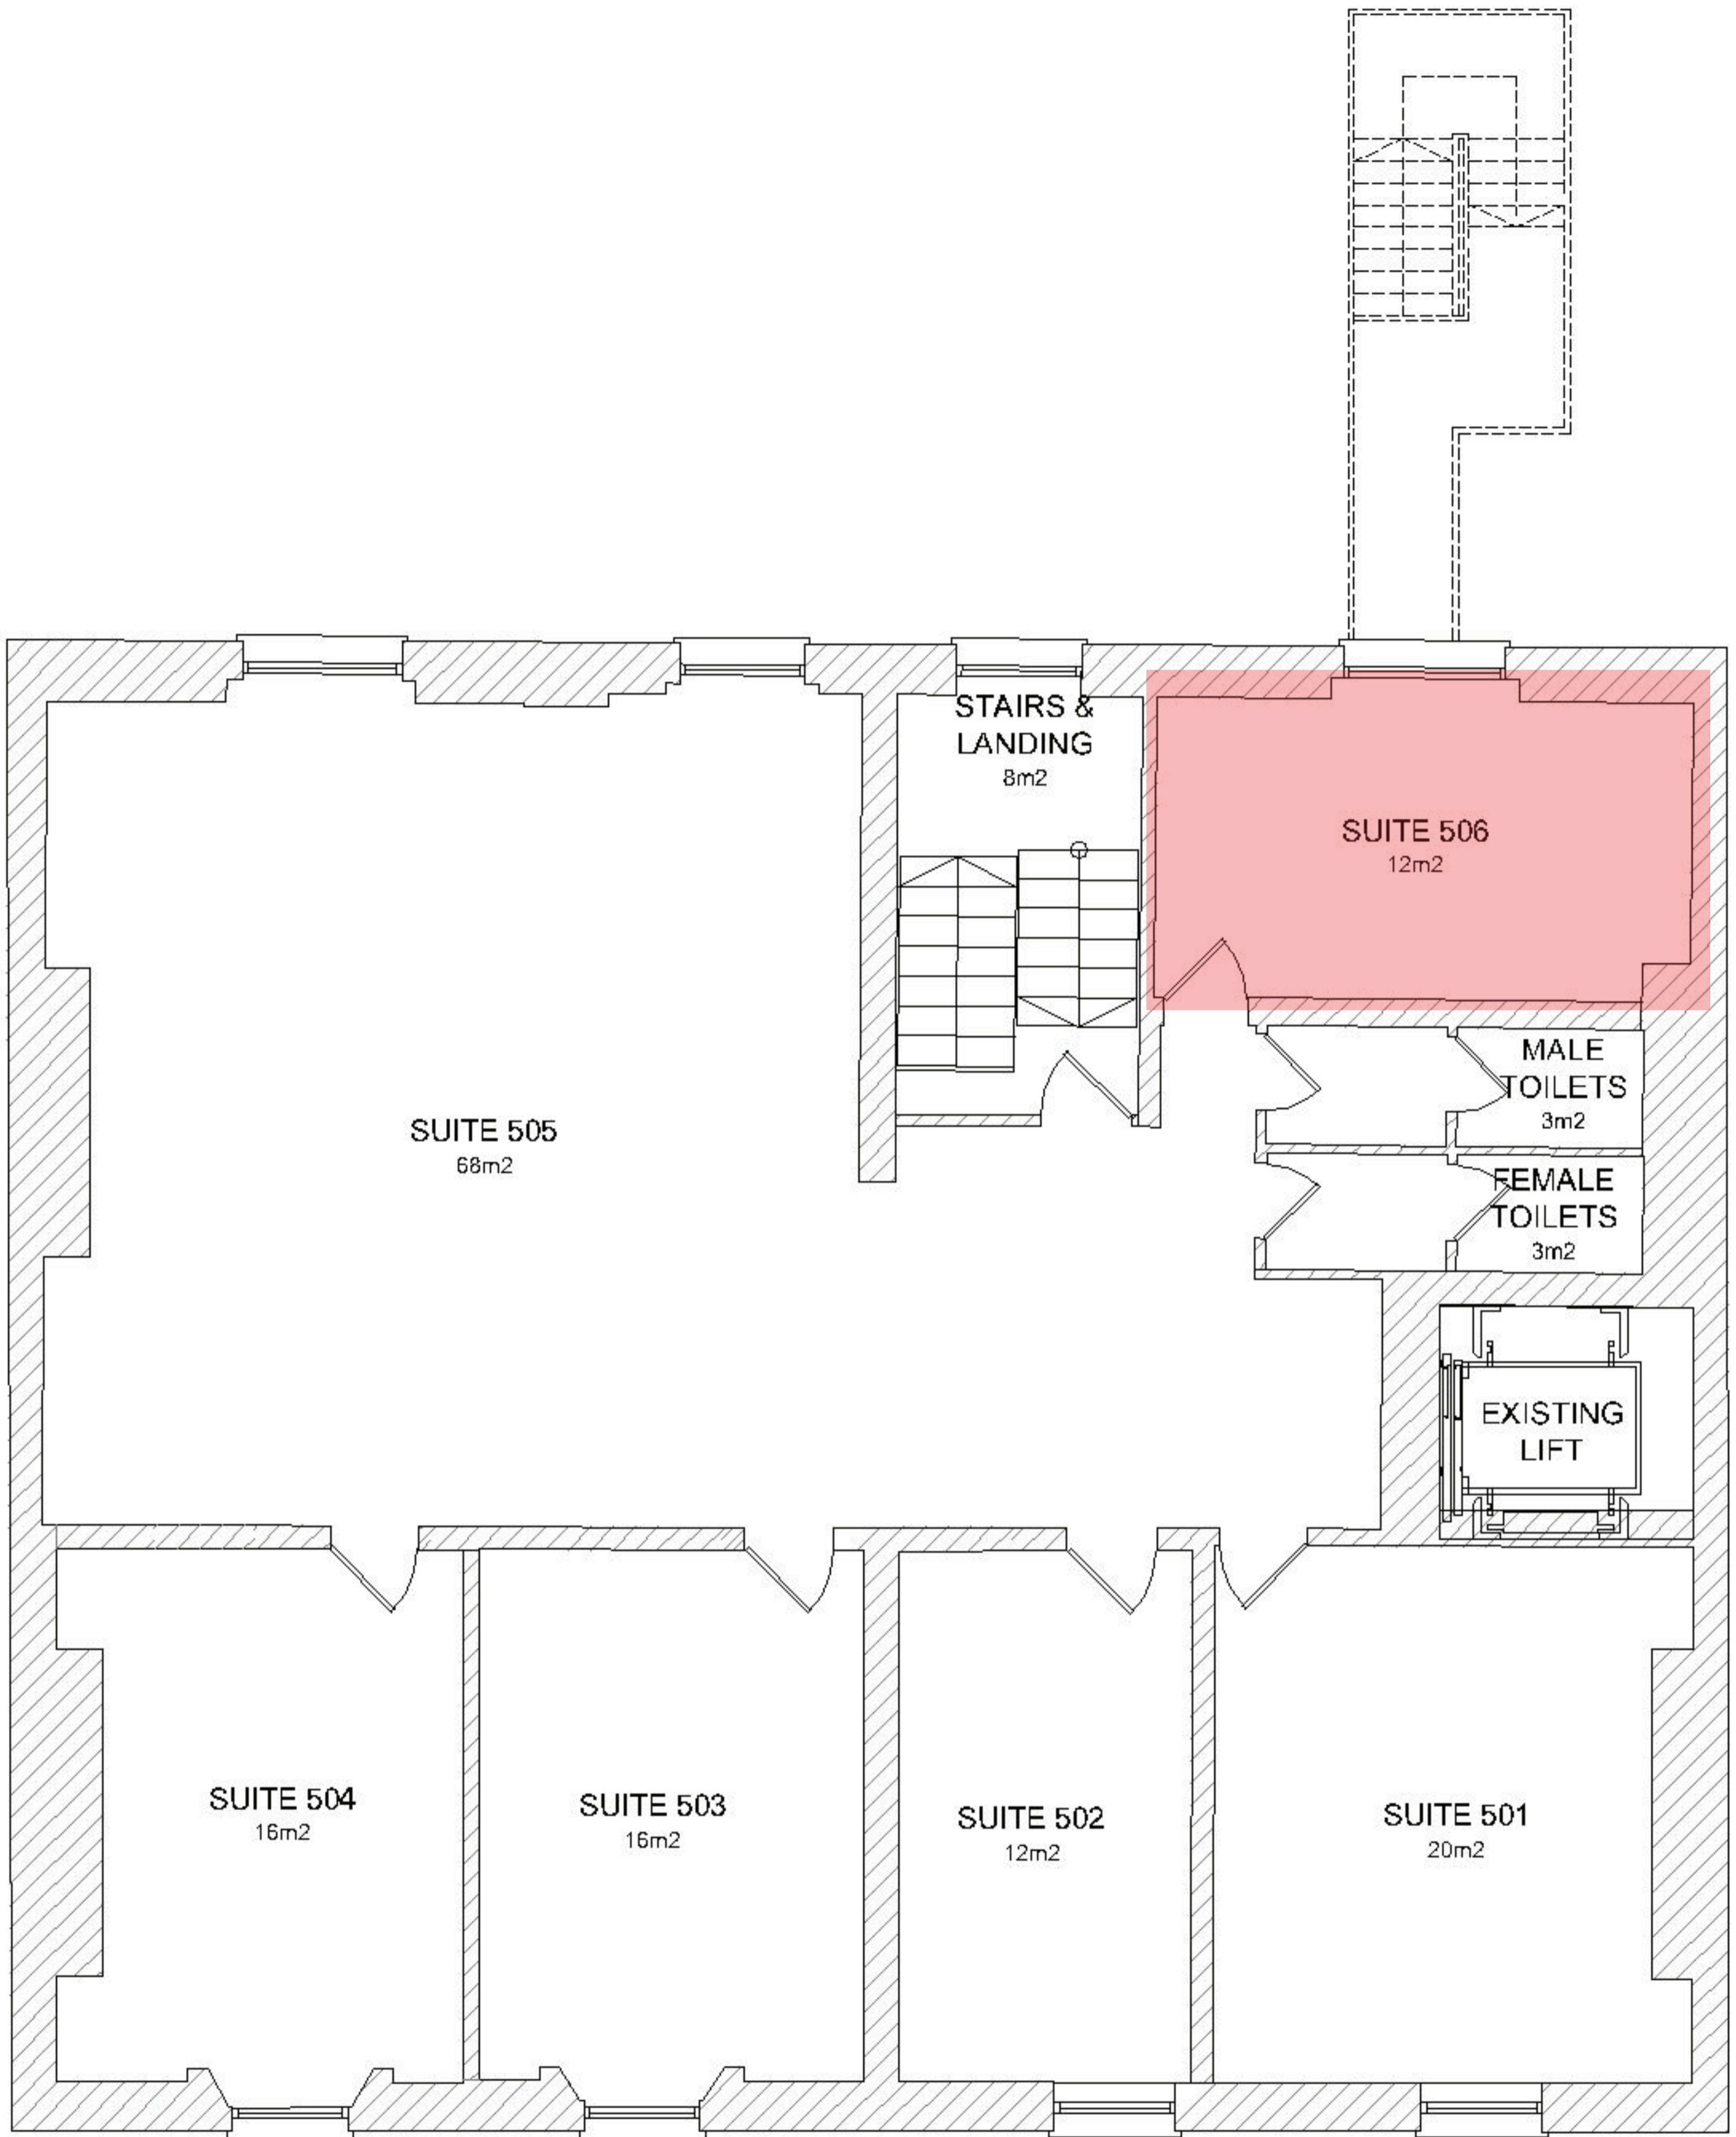 STAIRS &
LANDING
8m2
SUITE 506
12m2
MALE
TOILETS
3m2
SUITE 505
68m2
FEMALE
TOILETS
3m2
EXISTING
LIFT
SUITE 504
16m2
SUITE 503
16m2
SUITE 502
12m2
SUITE 501
20m2